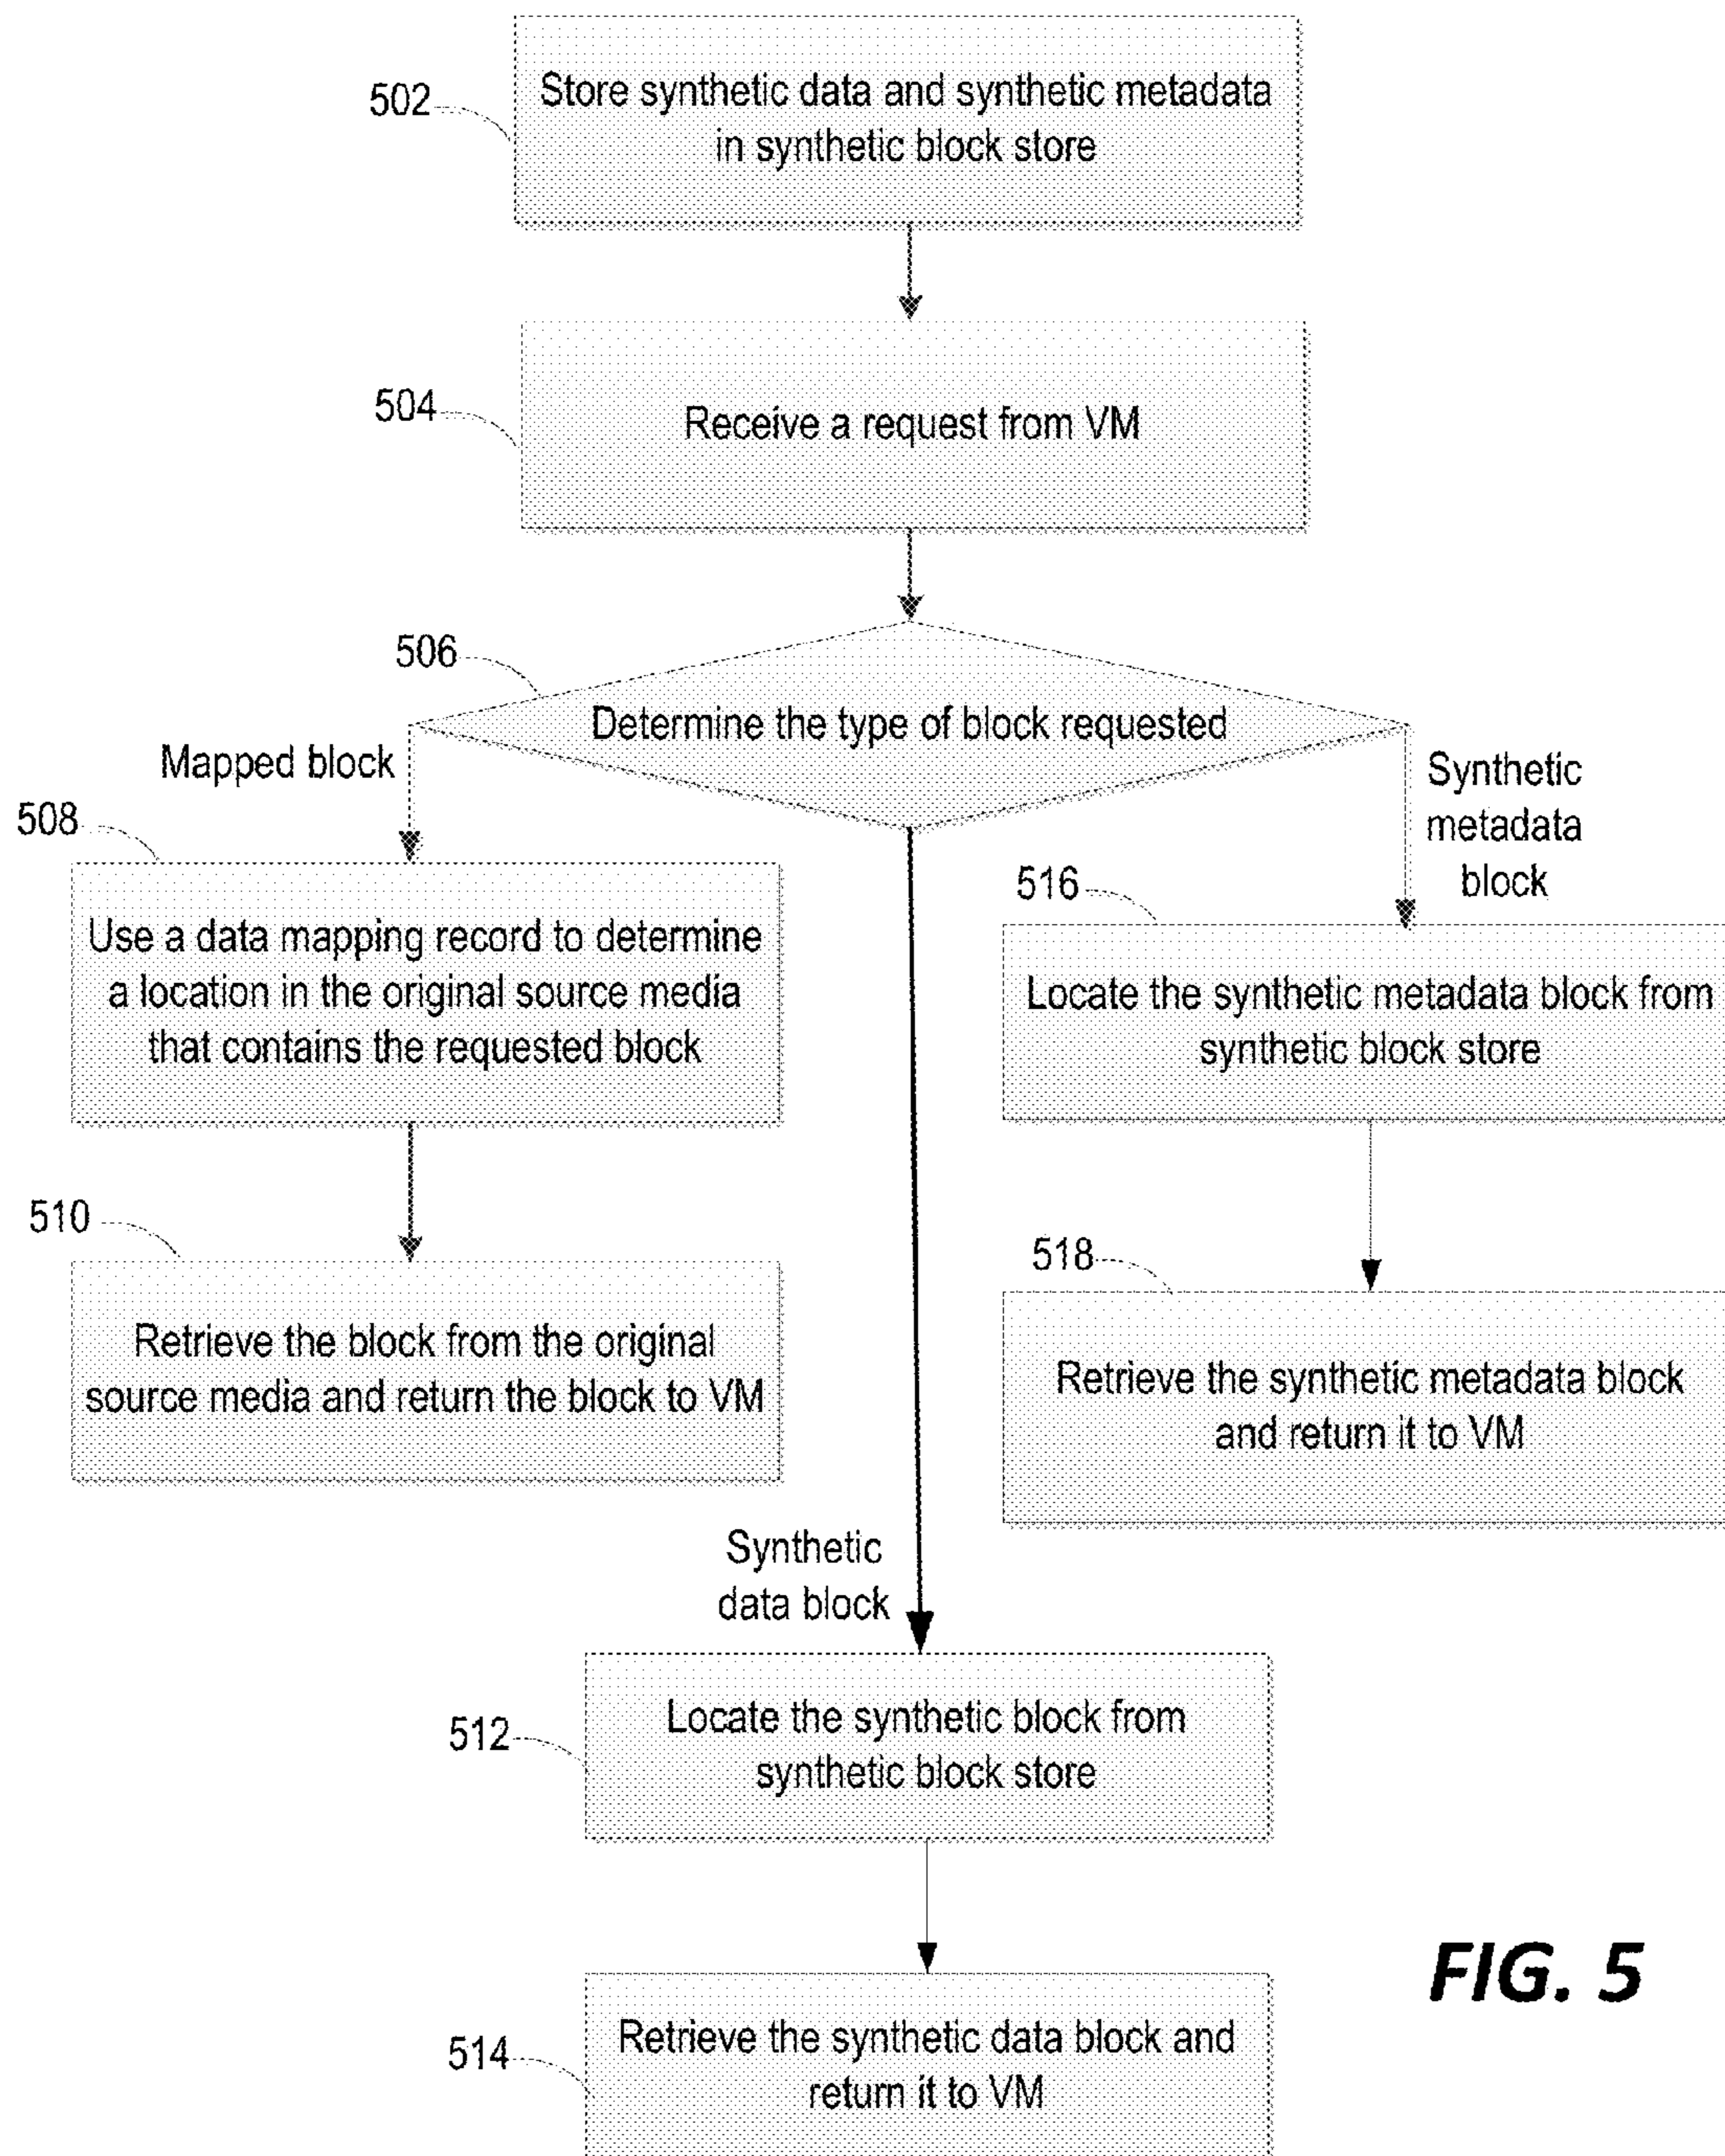 502
Store synthetic data and synthetic metadata
in synthetic block store
504
Receive a request from VM
506
Determine the type of block requested
Mapped block
Synthetic
metadata
block
508
Use a data mapping record to determine
a location in the original source media
that contains the requested block
516
Locate the synthetic metadata block from
synthetic block store
510
Retrieve the block from the original
source media and return the block to VM
518
Retrieve the synthetic metadata block
and return it to VM
Synthetic
data block
512
Locate the synthetic block from
synthetic block store
514
Retrieve the synthetic data block and
return it to VM
FIG. 5